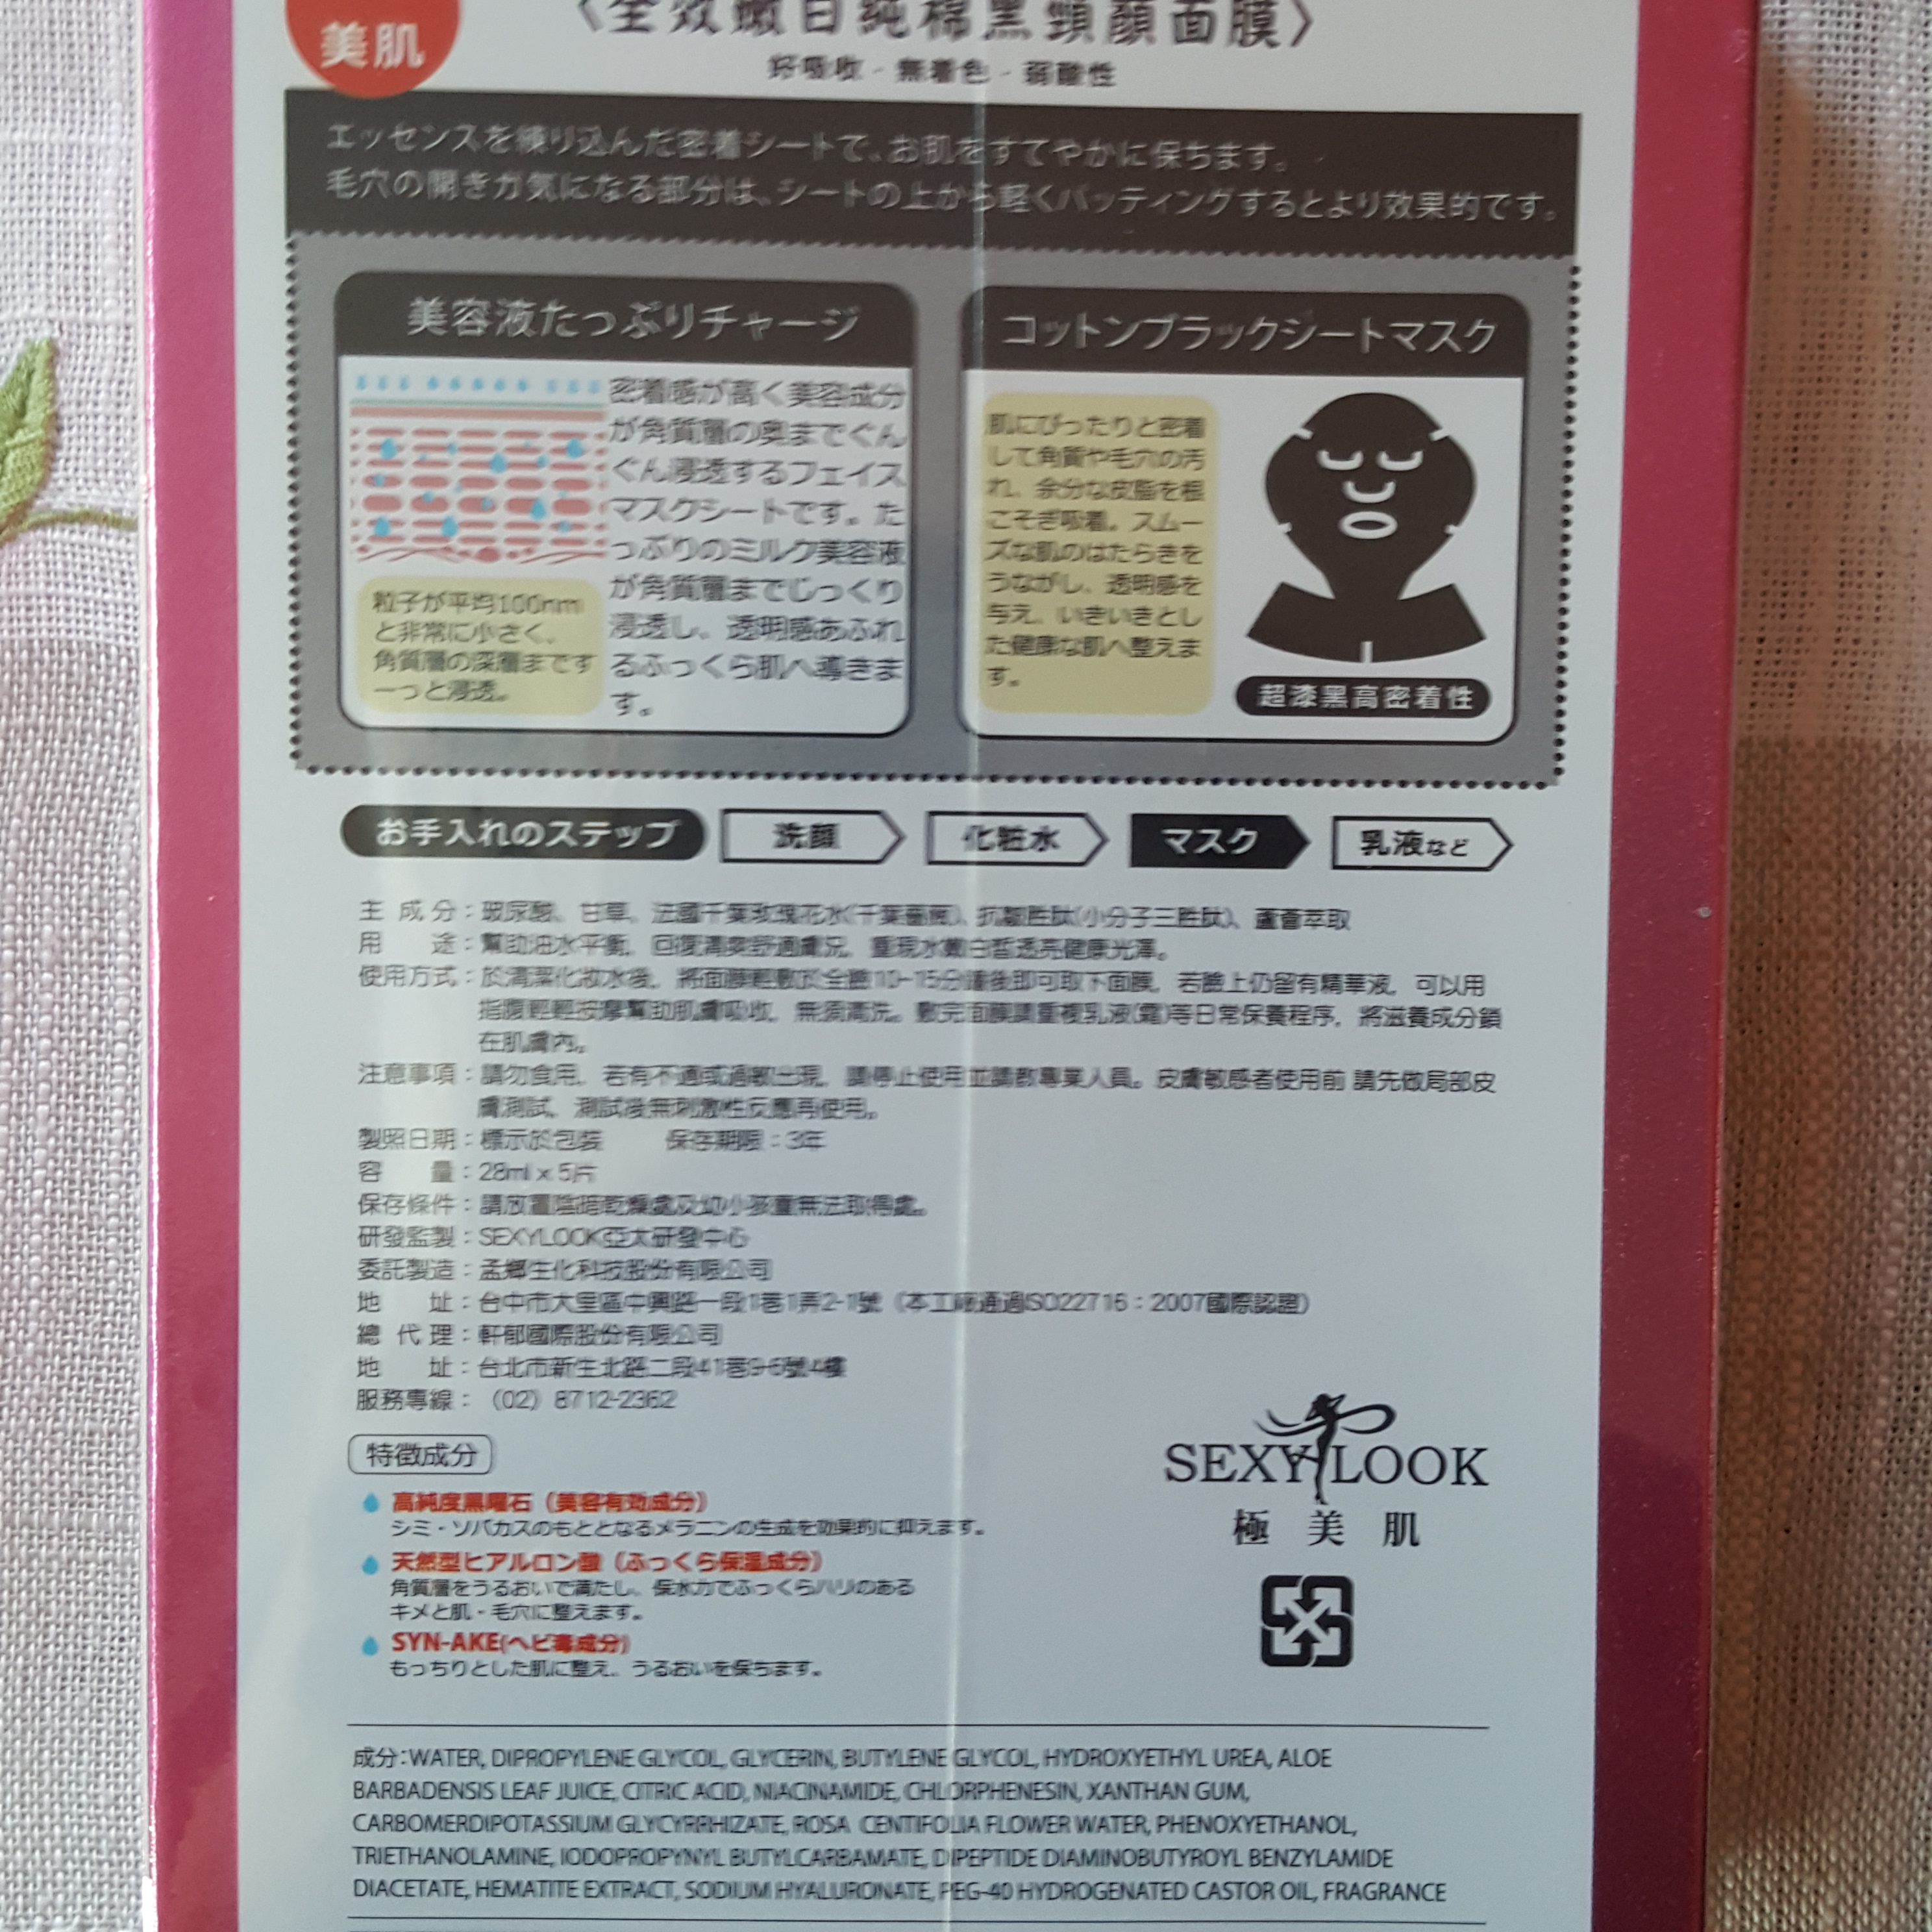 美肌
〈全效嫩白純棉黑頸顏面膜〉
好吸收 - 無着色 - 弱酸性
エッセンスを練り込んだ密着シートで、お肌をすてやかに保ちます。
毛穴の開きが気になる部分は、シートの上から軽くパッティングするとより効果的です。
美容液たっぷりチャージ
密着感が高く美容成分
が角質層の奥までぐん
ぐん浸透するフェイス
マスクシートです。た
っぷりのミルク美容液
が角質層までじっくり
浸透し、透明感あふれ
るふっくら肌へ導きま
す。
粒子が平均100nm
と非常に小さく、
角質層の深層まです
ーっと浸透。
コットンブラックシートマスク
肌にぴったりと密着
して角質や毛穴の汚
れ、余分な皮脂を根
こそぎ吸着。スムー
ズな肌のはたらきを
うながし、透明感を
与え、いきいきとし
た健康な肌へ整えま
す。
超漆黒高密着性
お手入れのステップ 洗顔 化粧水 マスク 乳液など
主 成 分：玻尿酸、甘草、法國千葉玫瑰花水(千葉薔薇)、抗皺胜肽(小分子三胜肽)、蘆薈萃取
用 途：幫助油水平衡，回復清爽舒適膚況，重現水嫩白皙透亮健康光澤。
使用方式：於清潔化妝水後，將面膜輕敷於全臉10-15分鐘後即可取下面膜，若臉上仍留有精華液，可以用
指腹輕輕按摩幫助肌膚吸收，無須清洗。敷完面膜請重複乳液(霜)等日常保養程序，將滋養成分鎖
在肌膚內。
注意事項：請勿食用，若有不適或過敏出現，請停止使用並請教專業人員。皮膚敏感者使用前 請先做局部皮
膚測試，測試後無刺激性反應再使用。
製照日期：標示於包裝 保存期限：3年
容 量：28ml x 5片
保存條件：請放置陰暗乾燥處及幼小孩童無法取得處。
研發監製：SEXYLOOK亞太研發中心
委託製造：孟鄉生化科技股份有限公司
地 址：台中市大里區中興路一段1巷1弄2-1號（本工廠通過ISO22716：2007國際認證）
總 代 理：軒郁國際股份有限公司
地 址：台北市新生北路二段41巷9-6號4樓
服務專線：（02）8712-2362
特徴成分
高純度黒曜石（美容有効成分）
シミ・ソバカスのもととなるメラニンの生成を効果的に抑えます。
天然型ヒアルロン酸（ふっくら保湿成分）
角質層をうるおいで満たし、保水力でふっくらハリのある
キメと肌・毛穴に整えます。
SYN-AKE(ヘビ毒成分)
もっちりとした肌に整え、うるおいを保ちます。
SEXY LOOK
極 美 肌
成分:WATER, DIPROPYLENE GLYCOL, GLYCERIN, BUTYLENE GLYCOL, HYDROXYETHYL UREA, ALOE
BARBADENSIS LEAF JUICE, CITRIC ACID, NIACINAMIDE, CHLORPHENESIN, XANTHAN GUM,
CARBOMERDIPOTASSIUM GLYCYRRHIZATE, ROSA CENTIFOLIA FLOWER WATER, PHENOXYETHANOL,
TRIETHANOLAMINE, IODOPROPYNYL BUTYLCARBAMATE, DIPEPTIDE DIAMINOBUTYROYL BENZYLAMIDE
DIACETATE, HEMATITE EXTRACT, SODIUM HYALURONATE, PEG-40 HYDROGENATED CASTOR OIL, FRAGRANCE